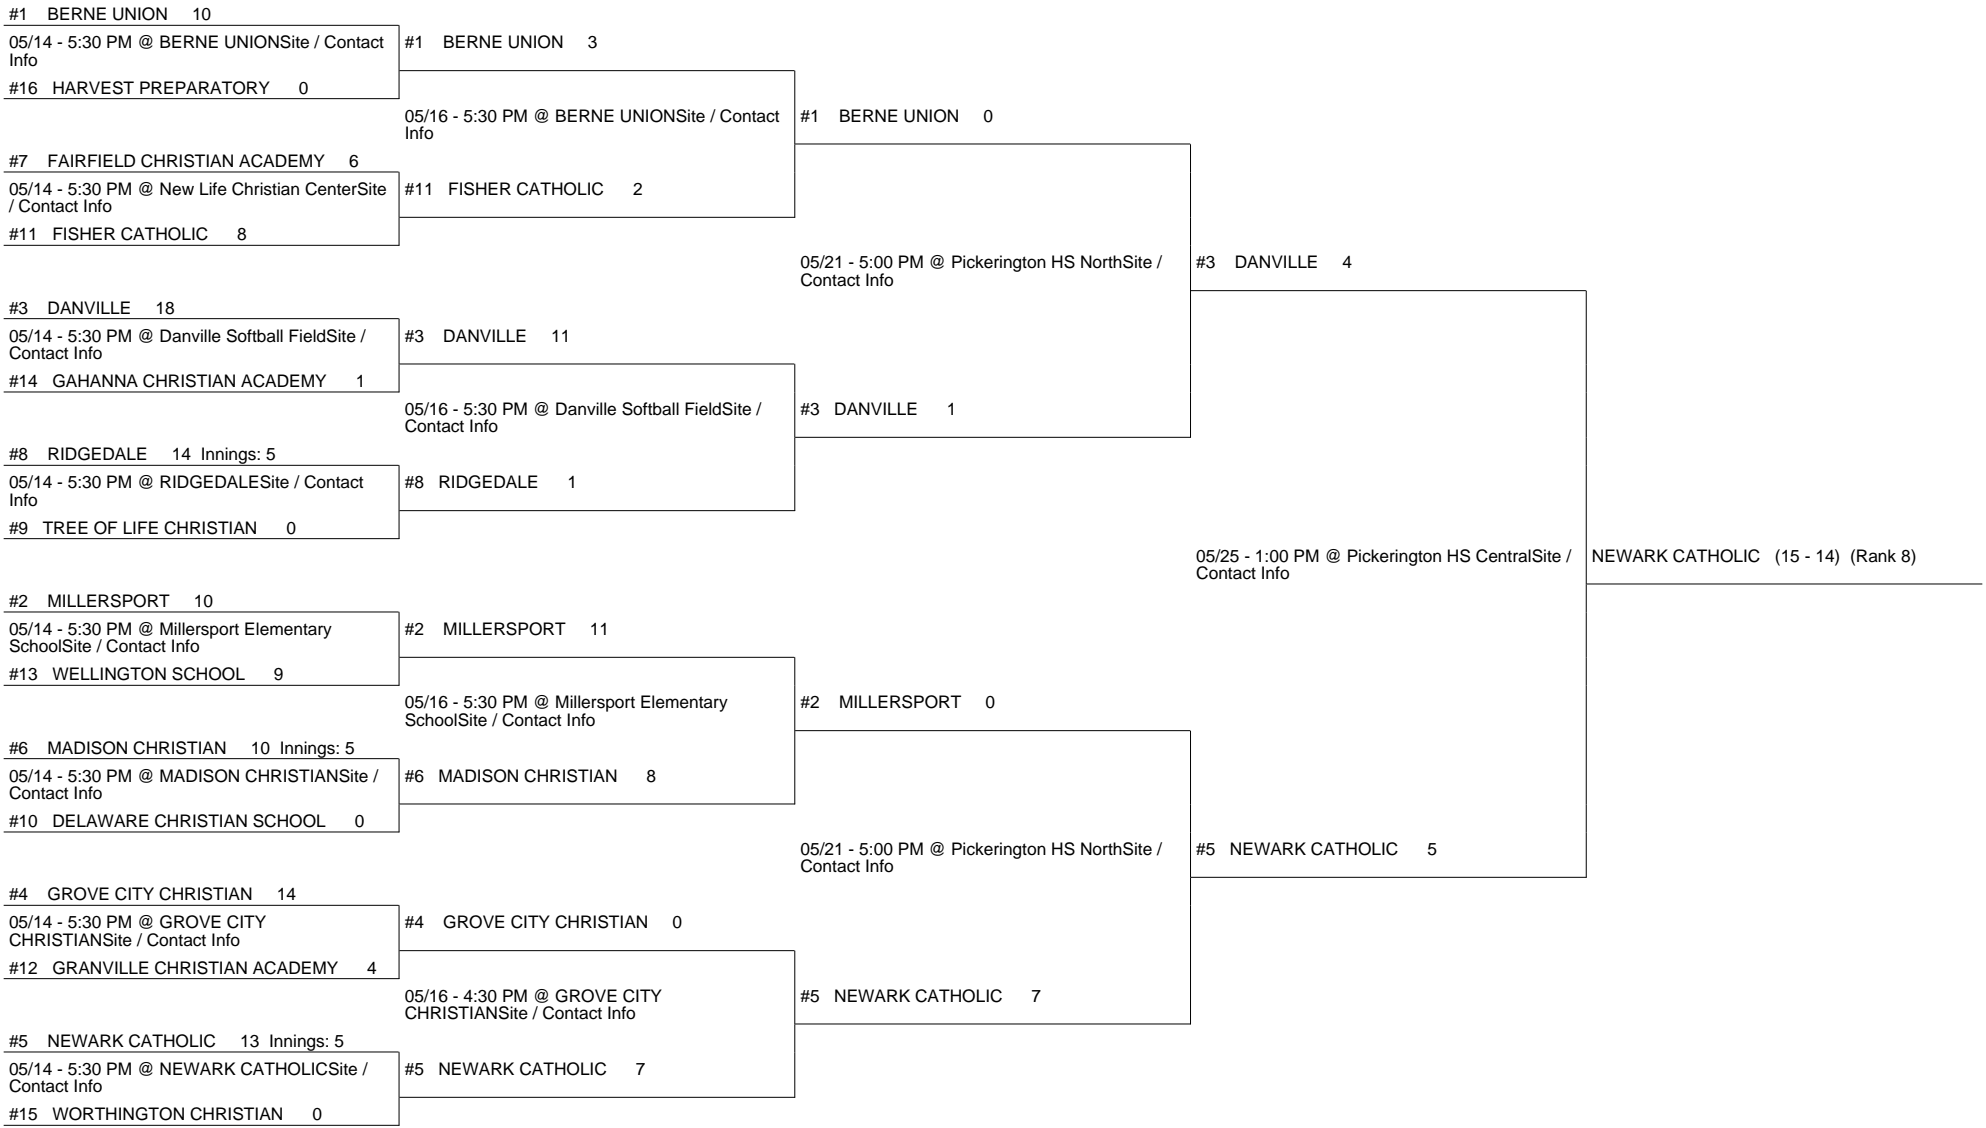 #1 BERNE UNION 10
05/14 - 5:30 PM @ BERNE UNIONSite / Contact
Info
#16 HARVEST PREPARATORY 0
#7 FAIRFIELD CHRISTIAN ACADEMY 6
05/14 - 5:30 PM @ New Life Christian CenterSite
/ Contact Info
#11 FISHER CATHOLIC 8
#3 DANVILLE 18
05/14 - 5:30 PM @ Danville Softball FieldSite /
Contact Info
#14 GAHANNA CHRISTIAN ACADEMY 1
#8 RIDGEDALE 14 Innings: 5
05/14 - 5:30 PM @ RIDGEDALESite / Contact
Info
#9 TREE OF LIFE CHRISTIAN 0
#2 MILLERSPORT 10
05/14 - 5:30 PM @ Millersport Elementary
SchoolSite / Contact Info
#13 WELLINGTON SCHOOL 9
#6 MADISON CHRISTIAN 10 Innings: 5
05/14 - 5:30 PM @ MADISON CHRISTIANSite /
Contact Info
#10 DELAWARE CHRISTIAN SCHOOL 0
#4 GROVE CITY CHRISTIAN 14
05/14 - 5:30 PM @ GROVE CITY
CHRISTIANSite / Contact Info
#12 GRANVILLE CHRISTIAN ACADEMY 4
#5 NEWARK CATHOLIC 13 Innings: 5
05/14 - 5:30 PM @ NEWARK CATHOLICSite /
Contact Info
#15 WORTHINGTON CHRISTIAN 0
#1 BERNE UNION 3
05/16 - 5:30 PM @ BERNE UNIONSite / Contact
Info
#11 FISHER CATHOLIC 2
#3 DANVILLE 11
05/16 - 5:30 PM @ Danville Softball FieldSite /
Contact Info
#8 RIDGEDALE 1
#2 MILLERSPORT 11
05/16 - 5:30 PM @ Millersport Elementary
SchoolSite / Contact Info
#6 MADISON CHRISTIAN 8
#4 GROVE CITY CHRISTIAN 0
05/16 - 4:30 PM @ GROVE CITY
CHRISTIANSite / Contact Info
#5 NEWARK CATHOLIC 7
#1 BERNE UNION 0
05/21 - 5:00 PM @ Pickerington HS NorthSite /
Contact Info
#3 DANVILLE 1
#2 MILLERSPORT 0
05/21 - 5:00 PM @ Pickerington HS NorthSite /
Contact Info
#5 NEWARK CATHOLIC 7
#3 DANVILLE 4
05/25 - 1:00 PM @ Pickerington HS CentralSite /
Contact Info
#5 NEWARK CATHOLIC 5
NEWARK CATHOLIC (15 - 14) (Rank 8)